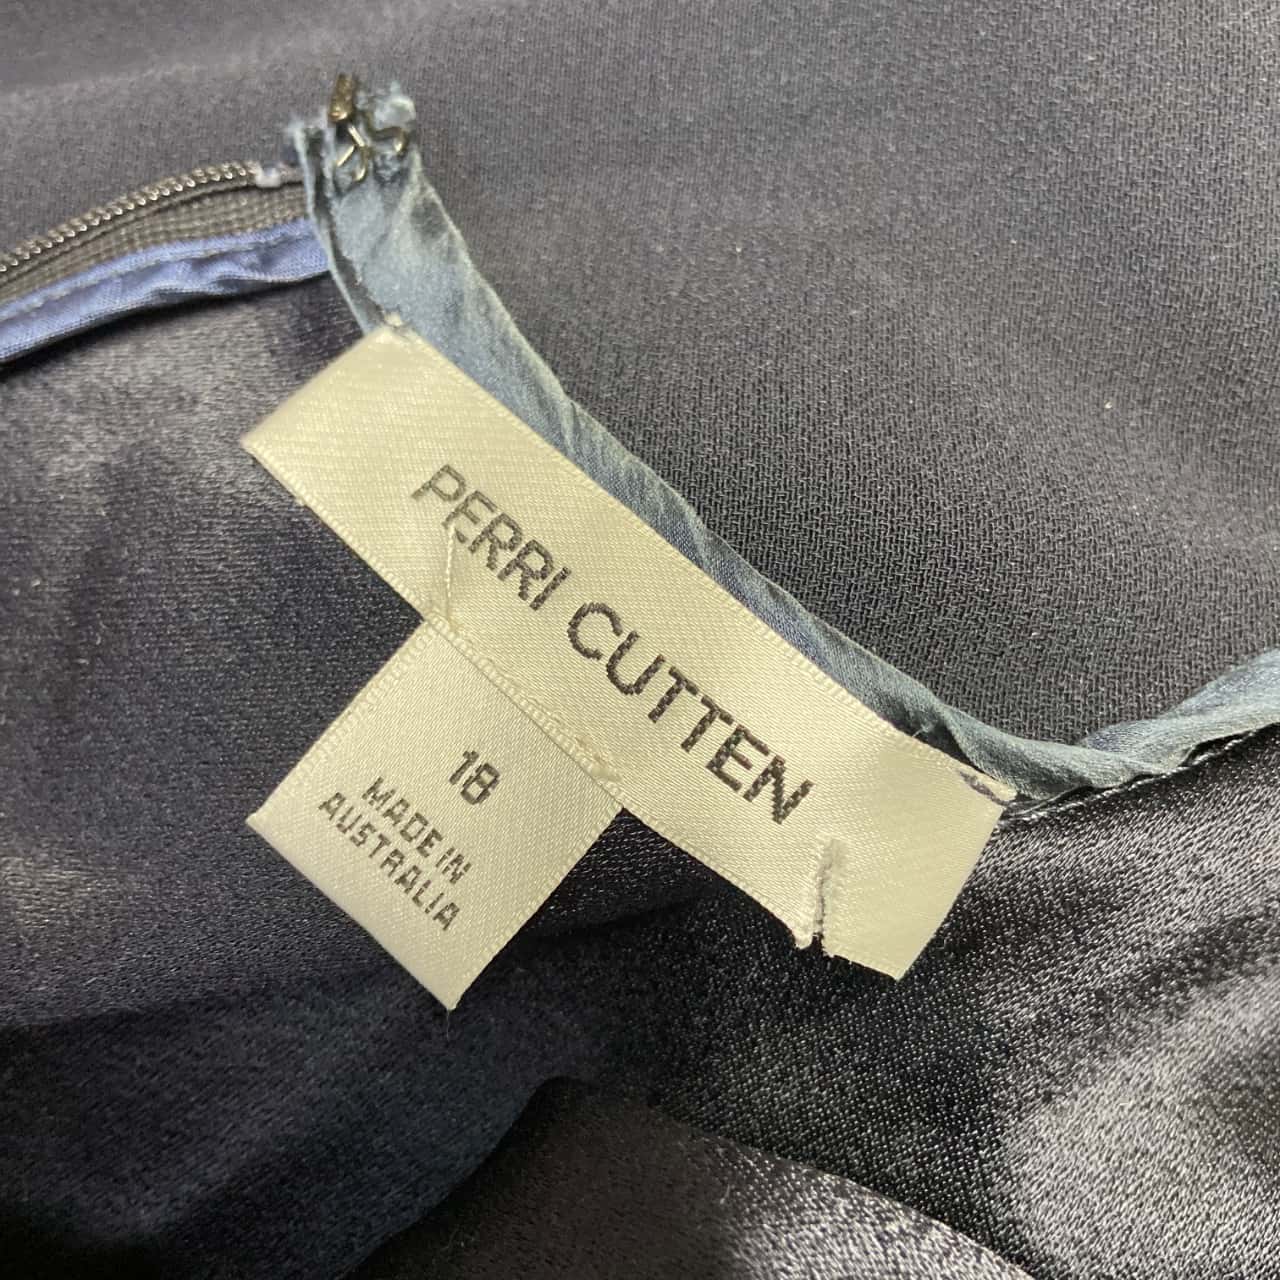 PERRI CUTTEN
18
MADE IN
AUSTRALIA